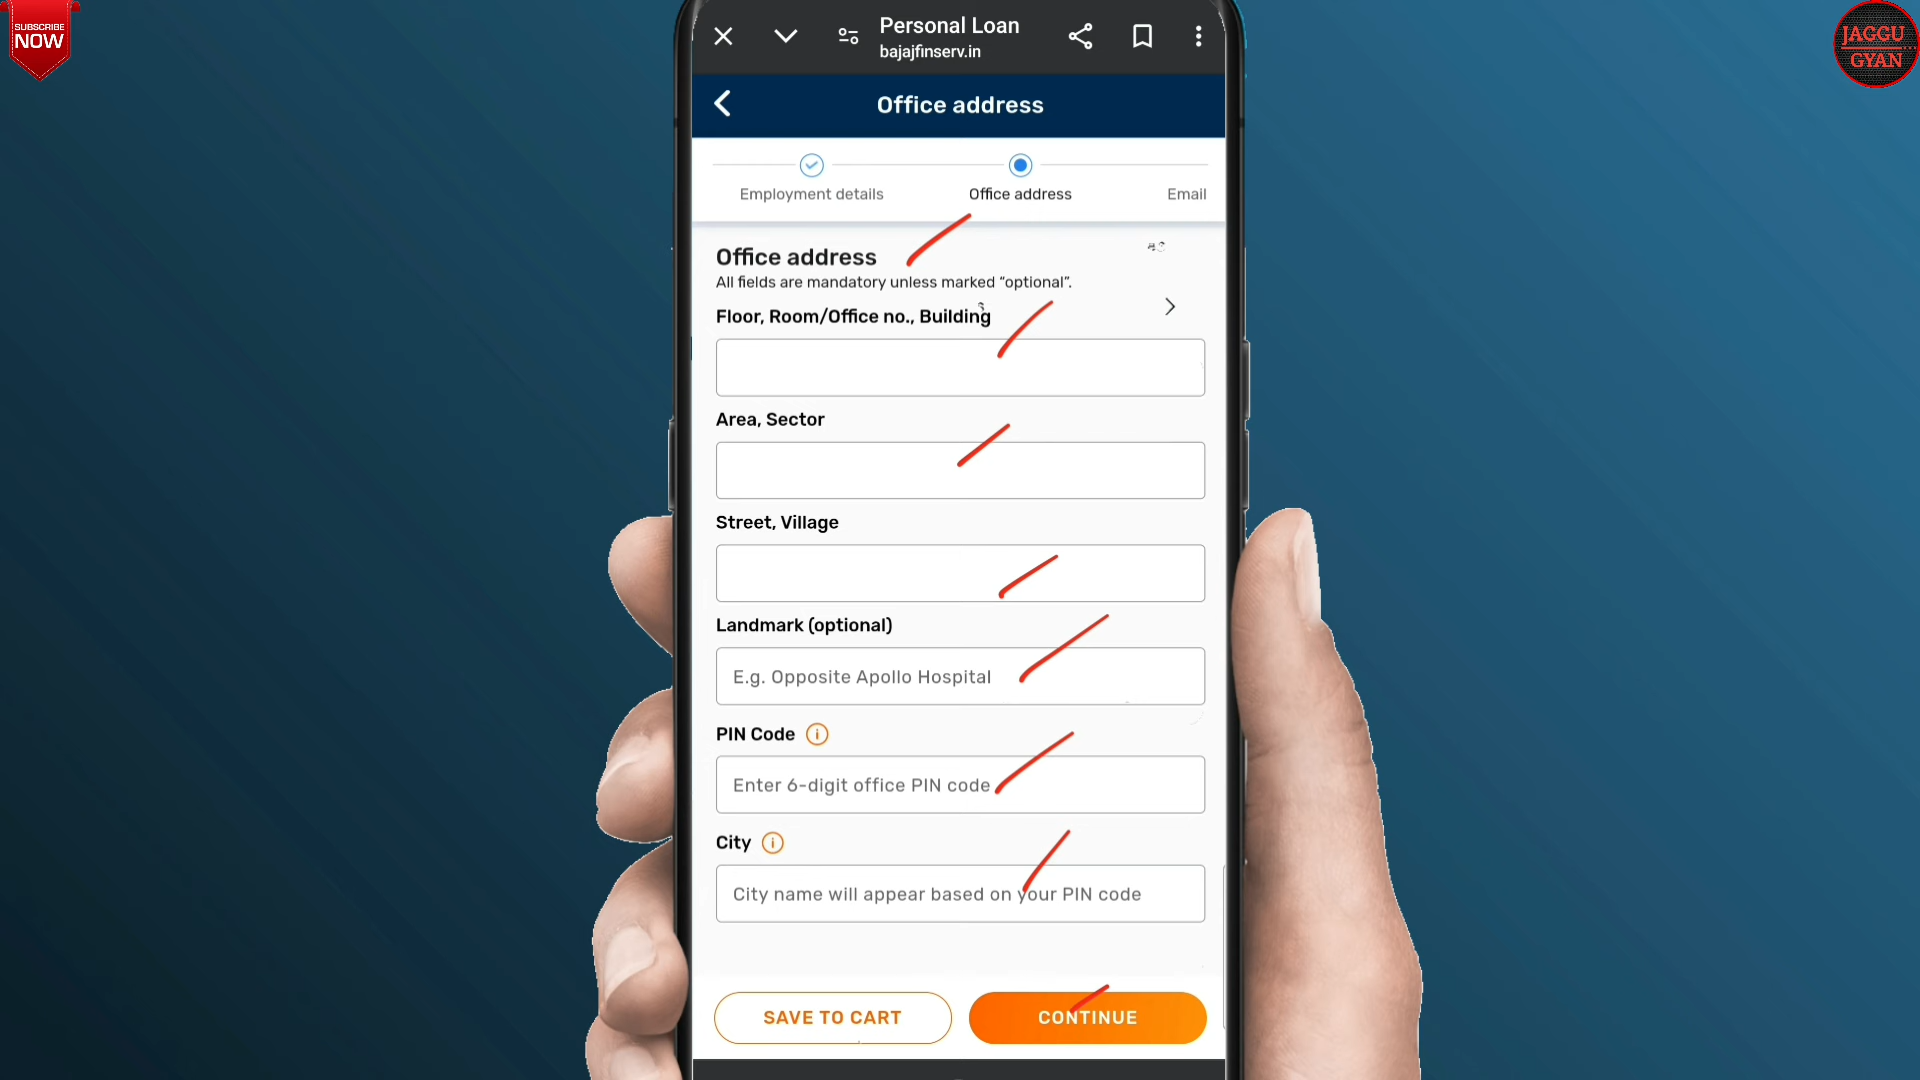 SUBSCRIBE
NOW
JAGGU
GYAN
Personal Loan
bajajfinserv.in
Office address
Employment details
Office address
Email
Office address
All fields are mandatory unless marked “optional”.
Floor, Room/Office no., Building
Area, Sector
Street, Village
Landmark (optional)
E.g. Opposite Apollo Hospital
PIN Code
Enter 6-digit office PIN code
City
City name will appear based on your PIN code
SAVE TO CART
CONTINUE